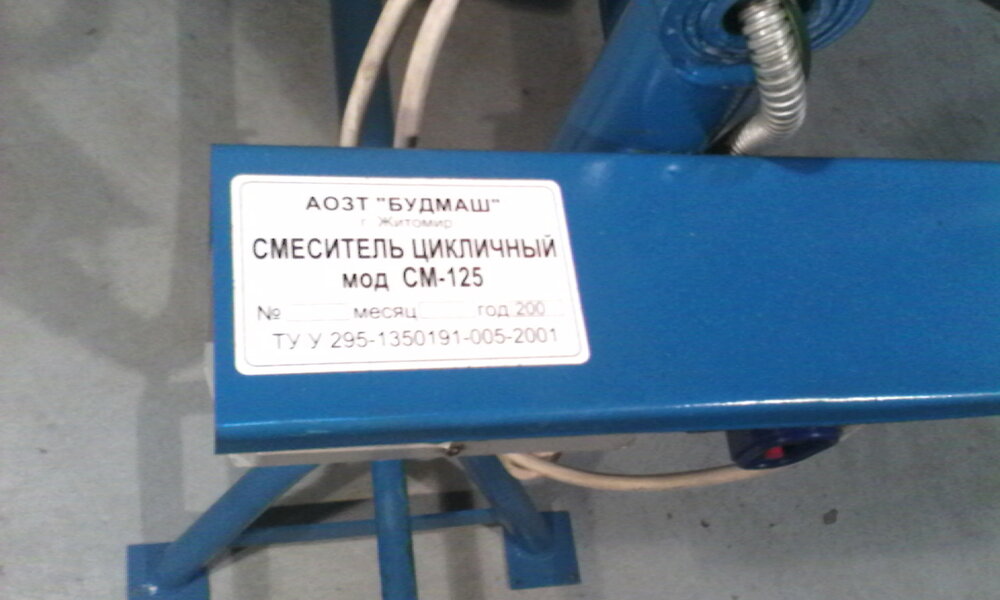 АОЗТ "БУДМАШ"
г. Житомир
СМЕСИТЕЛЬ ЦИКЛИЧНЫЙ
мод СМ-125
№ месяц год 200
ТУ У 295-1350191-005-2001